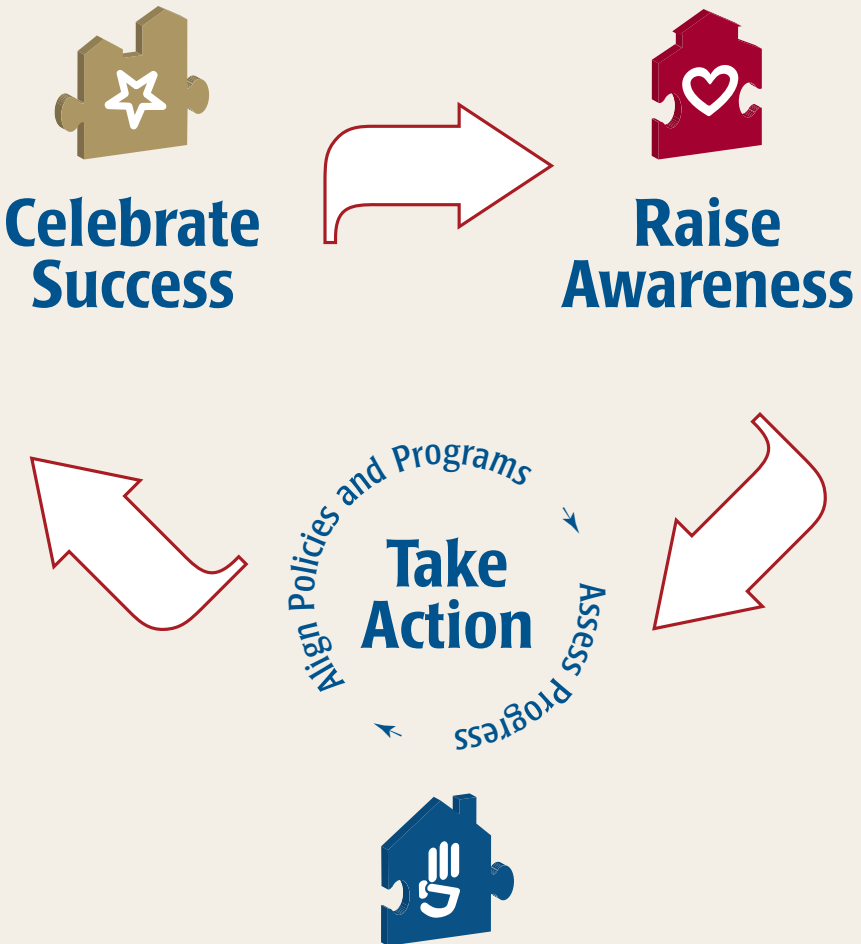 Celebrate
Success
Raise
Awareness
Align Policies and Programs
Take
Action
Assess Progress